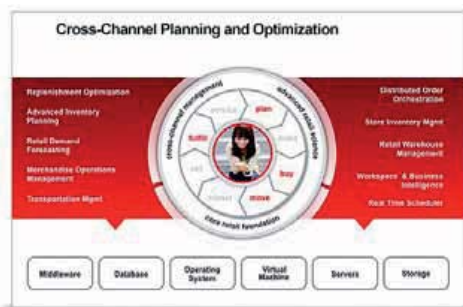 Cross-Channel Planning and Optimization
Replenishment Optimization
Advanced Inventory
Planning
Retail Demand
Forecasting
Merchandise Operations
Management
Transportation Mgmt
cross-channel management
advanced retail science
core retail foundation
service
plan
buy
move
market
sell
Distributed Order
Orchestration
Store Inventory Mgmt
Retail Warehouse
Management
Workspace & Business
Intelligence
Real Time Scheduler
Middleware
Database
Operating
System
Virtual
Machine
Servers
Storage